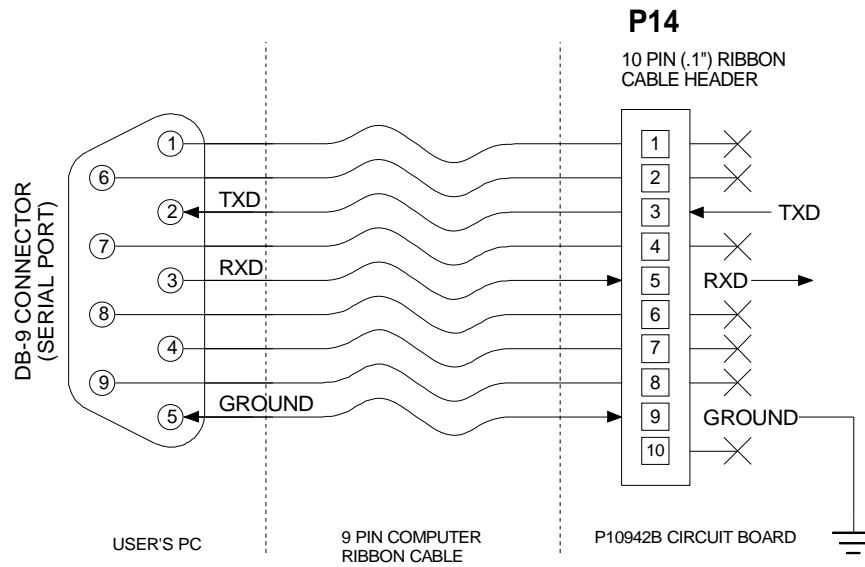 P14
10 PIN (.1") RIBBON
CABLE HEADER
DB-9 CONNECTOR
(SERIAL PORT)
1
6
2
7
3
8
4
9
5
TXD
RXD
GROUND
1
2
3
4
5
6
7
8
9
10
TXD
RXD
GROUND
USER'S PC
9 PIN COMPUTER
RIBBON CABLE
P10942B CIRCUIT BOARD